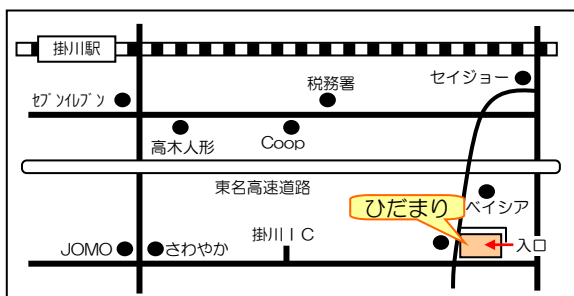 掛川駅
セイジョー
税務署
ｾﾌﾞﾝｲﾚﾌﾞﾝ
高木人形
Coop
東名高速道路
ひだまり
ベイシア
掛川ＩＣ
JOMO
さわやか
入口